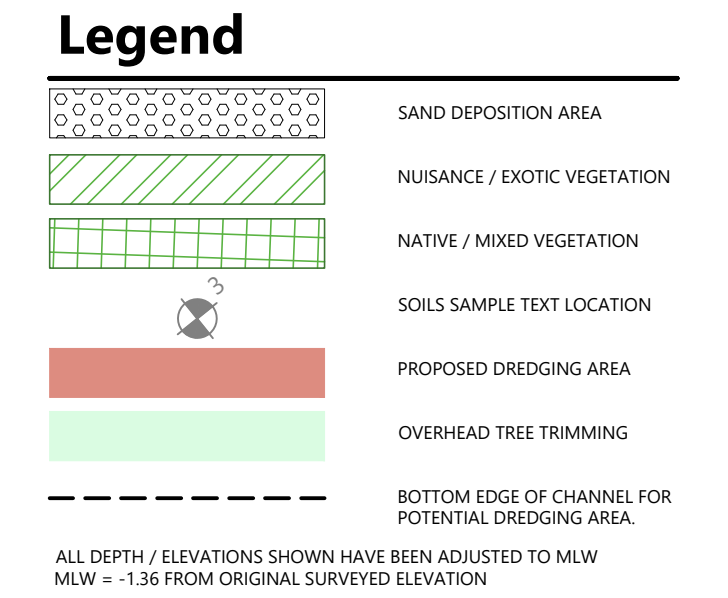 Legend
SAND DEPOSITION AREA
NUISANCE / EXOTIC VEGETATION
NATIVE / MIXED VEGETATION
3
SOILS SAMPLE TEXT LOCATION
PROPOSED DREDGING AREA
OVERHEAD TREE TRIMMING
BOTTOM EDGE OF CHANNEL FOR
POTENTIAL DREDGING AREA.
ALL DEPTH / ELEVATIONS SHOWN HAVE BEEN ADJUSTED TO MLW
MLW = -1.36 FROM ORIGINAL SURVEYED ELEVATION